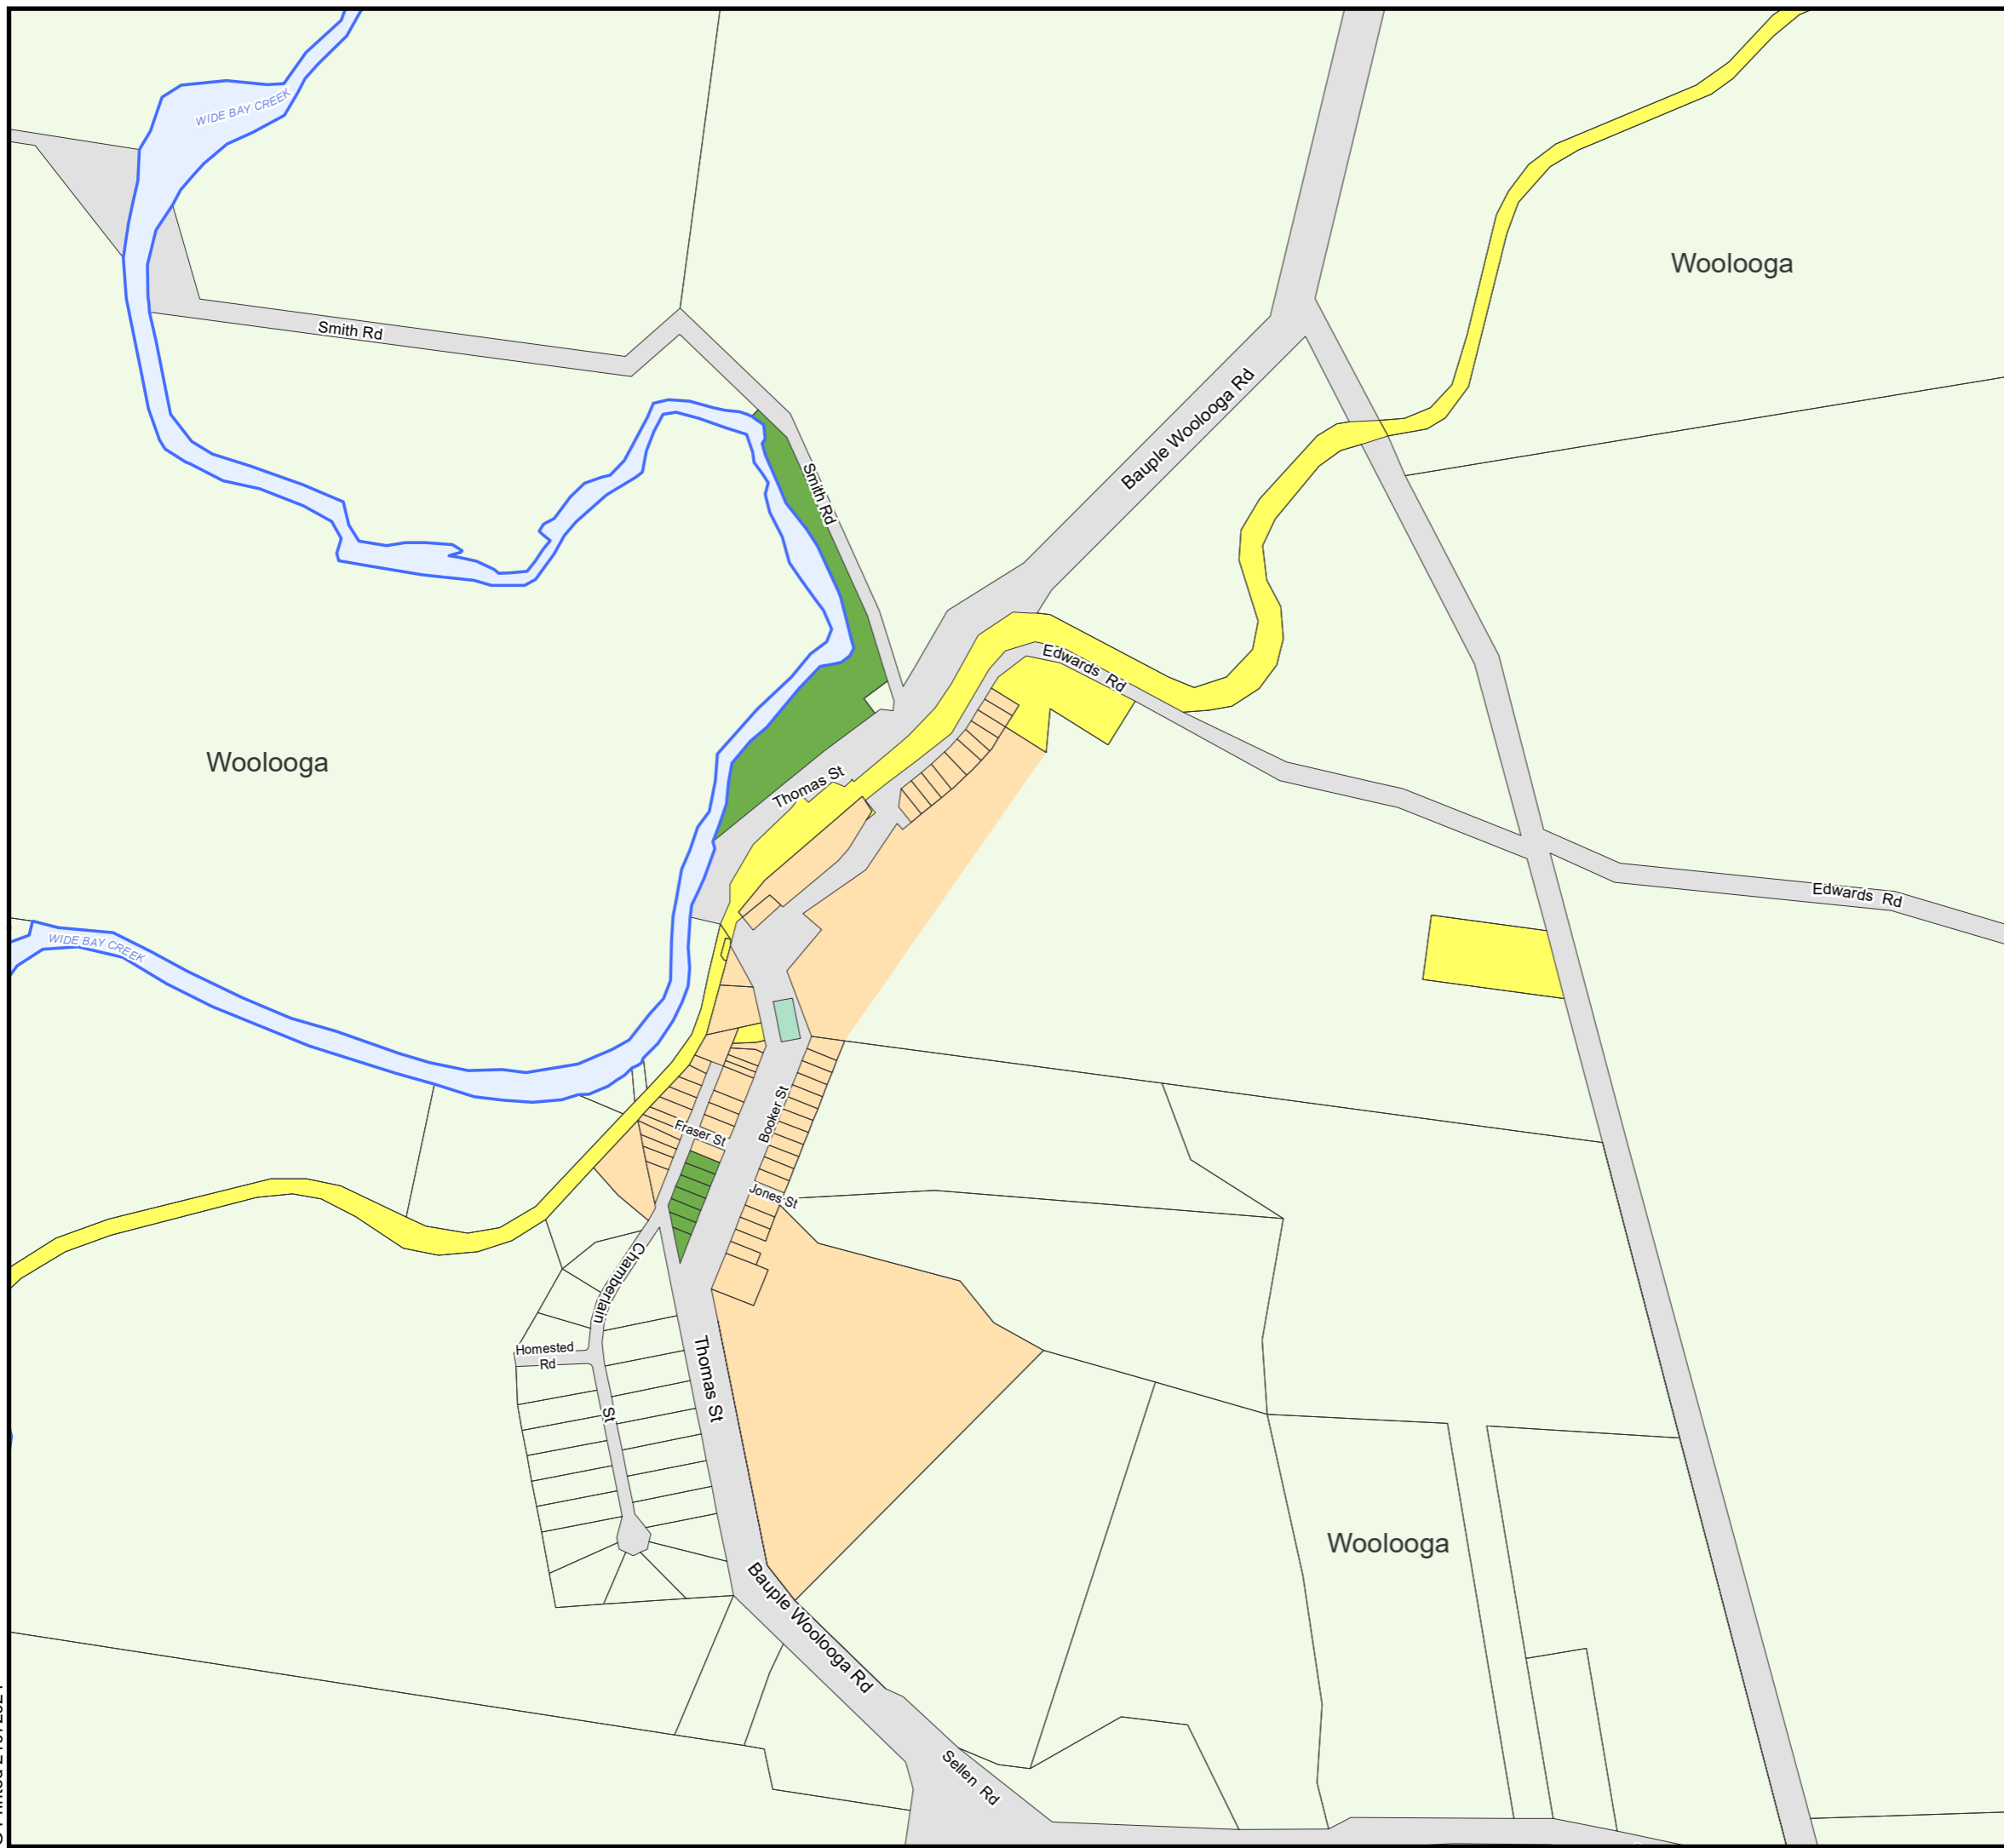 WIDE BAY CREEK
Woolooga
Smith Rd
Bauple Woolooga Rd
Smith Rd
Edwards Rd
Woolooga
Thomas St
Edwards Rd
WIDE BAY CREEK
Booker St
Fraser St
Jones St
Chamberlain
St
Homested
Rd
Thomas St
Woolooga
Bauple Woolooga Rd
Sellen Rd